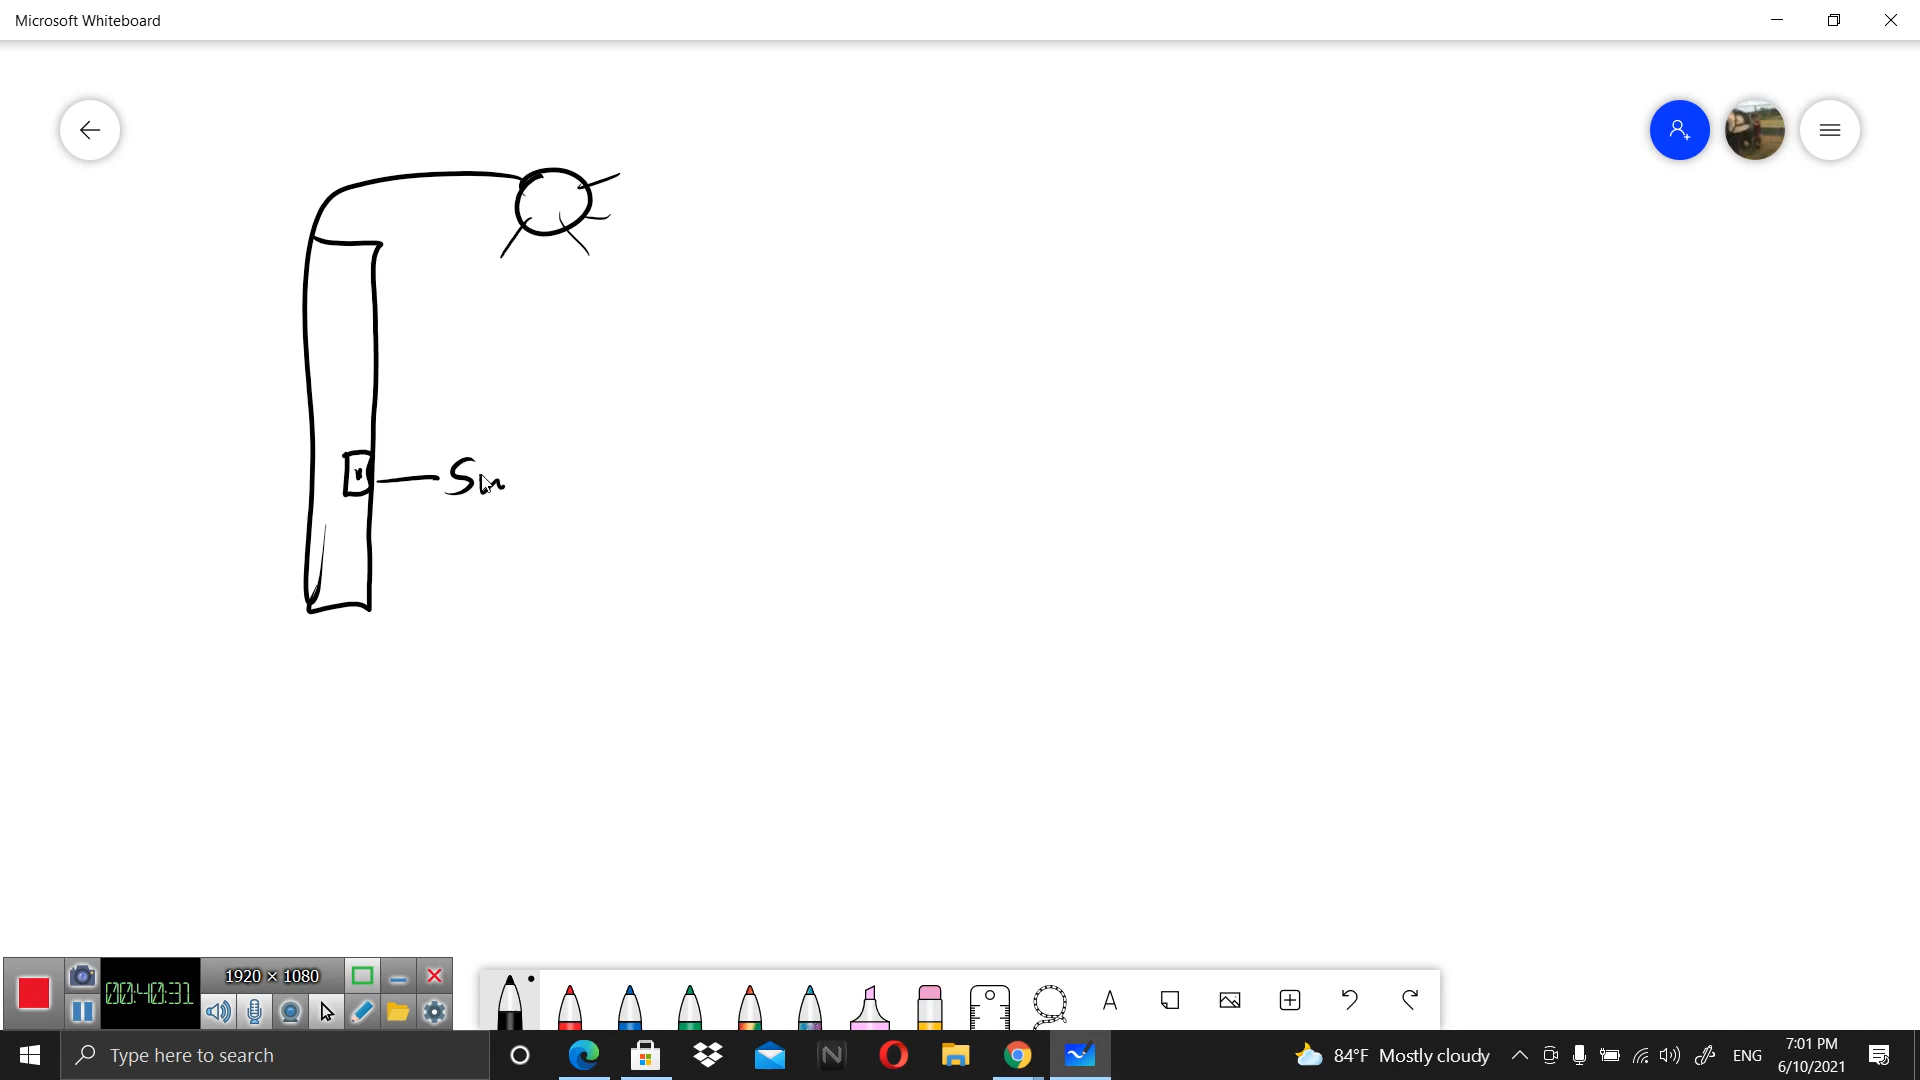 Microsoft Whiteboard
00:40:31
1920 × 1080
Type here to search
84°F Mostly cloudy
ENG
7:01 PM
6/10/2021